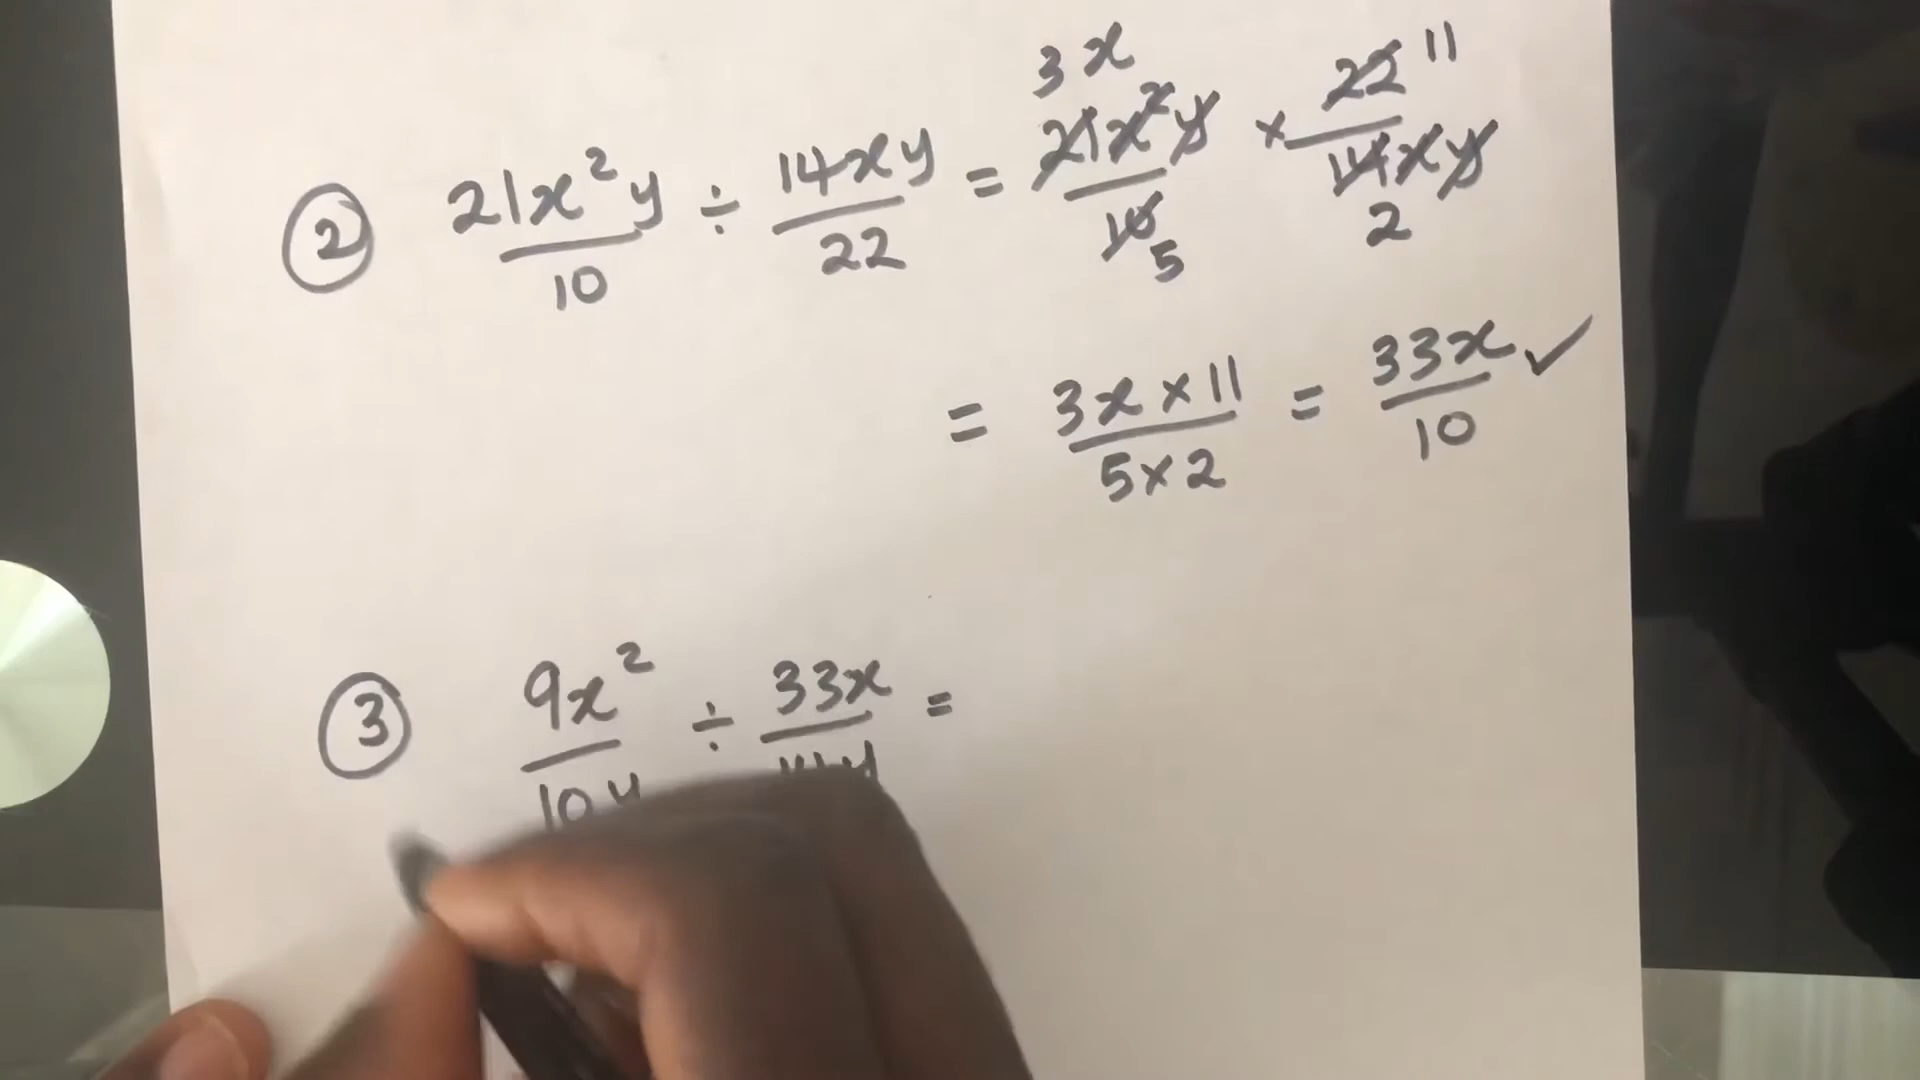 ② 21x²y/10 ÷ 14xy/22 = 3x 21x²y/10 5 × 22 11/14xy 2
= 3x × 11/5 × 2 = 33x/10 ✓
③ 9x²/10y ÷ 33x/ =